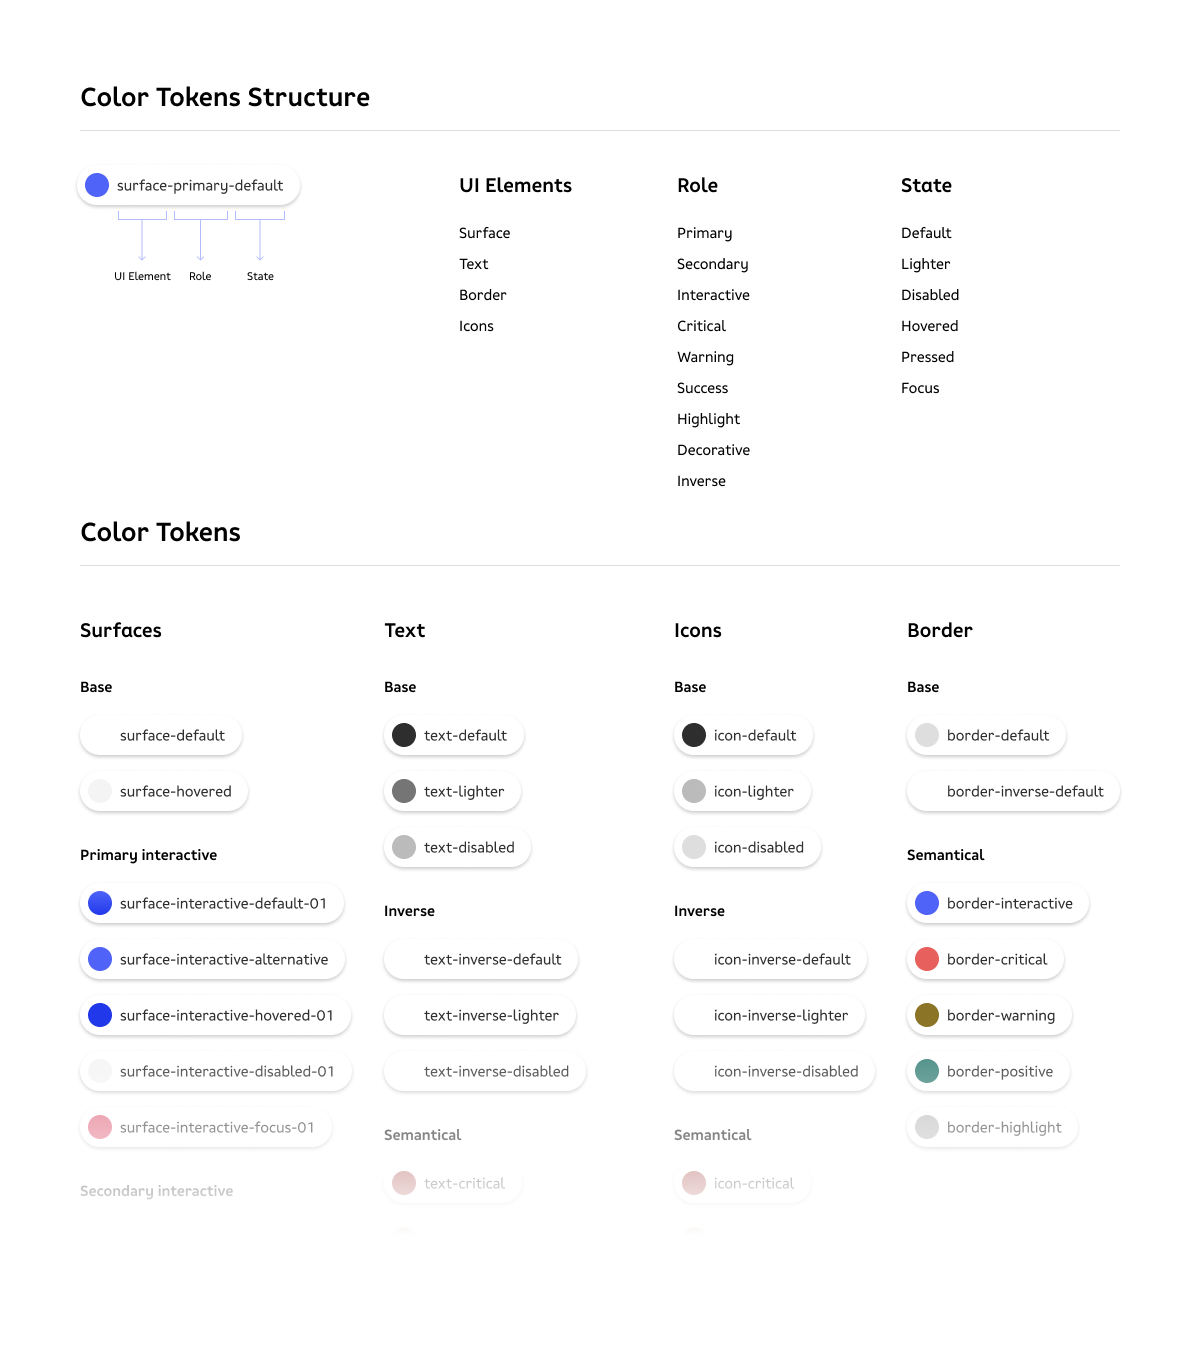 Color Tokens Structure
surface-primary-default
UI Element
Role
State
UI Elements
Surface
Text
Border
Icons
Role
Primary
Secondary
Interactive
Critical
Warning
Success
Highlight
Decorative
Inverse
State
Default
Lighter
Disabled
Hovered
Pressed
Focus
Color Tokens
Surfaces
Base
surface-default
surface-hovered
Primary interactive
surface-interactive-default-01
surface-interactive-alternative
surface-interactive-hovered-01
surface-interactive-disabled-01
surface-interactive-focus-01
Secondary interactive
Text
Base
text-default
text-lighter
text-disabled
Inverse
text-inverse-default
text-inverse-lighter
text-inverse-disabled
Semantical
text-critical
Icons
Base
icon-default
icon-lighter
icon-disabled
Inverse
icon-inverse-default
icon-inverse-lighter
icon-inverse-disabled
Semantical
icon-critical
Border
Base
border-default
border-inverse-default
Semantical
border-interactive
border-critical
border-warning
border-positive
border-highlight